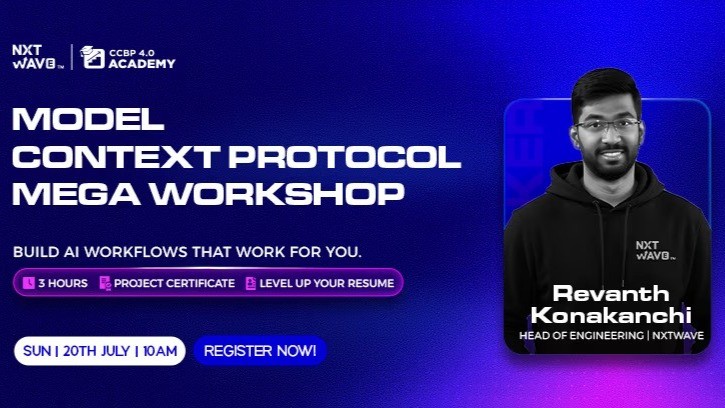 NXT
WAVE™
CCBP 4.0
ACADEMY
MODEL
CONTEXT PROTOCOL
MEGA WORKSHOP
BUILD AI WORKFLOWS THAT WORK FOR YOU.
3 HOURS PROJECT CERTIFICATE LEVEL UP YOUR RESUME
SUN | 20TH JULY | 10AM REGISTER NOW!
NXT
WAVE™
Revanth
Konakanchi
HEAD OF ENGINEERING | NXTWAVE